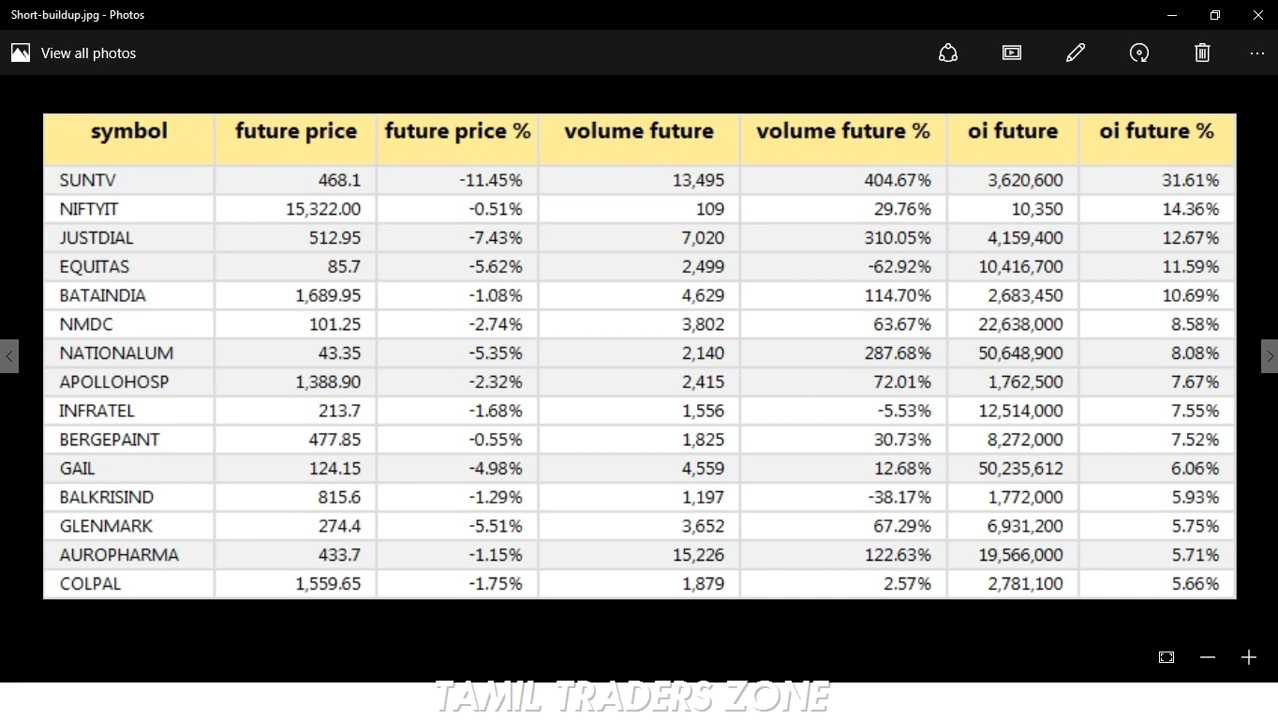 Short-buildup.jpg - Photos
View all photos
symbol future price future price % volume future volume future % oi future oi future %
SUNTV 468.1 -11.45% 13,495 404.67% 3,620,600 31.61%
NIFTYIT 15,322.00 -0.51% 109 29.76% 10,350 14.36%
JUSTDIAL 512.95 -7.43% 7,020 310.05% 4,159,400 12.67%
EQUITAS 85.7 -5.62% 2,499 -62.92% 10,416,700 11.59%
BATAINDIA 1,689.95 -1.08% 4,629 114.70% 2,683,450 10.69%
NMDC 101.25 -2.74% 3,802 63.67% 22,638,000 8.58%
NATIONALUM 43.35 -5.35% 2,140 287.68% 50,648,900 8.08%
APOLLOHOSP 1,388.90 -2.32% 2,415 72.01% 1,762,500 7.67%
INFRATEL 213.7 -1.68% 1,556 -5.53% 12,514,000 7.55%
BERGEPAINT 477.85 -0.55% 1,825 30.73% 8,272,000 7.52%
GAIL 124.15 -4.98% 4,559 12.68% 50,235,612 6.06%
BALKRISIND 815.6 -1.29% 1,197 -38.17% 1,772,000 5.93%
GLENMARK 274.4 -5.51% 3,652 67.29% 6,931,200 5.75%
AUROPHARMA 433.7 -1.15% 15,226 122.63% 19,566,000 5.71%
COLPAL 1,559.65 -1.75% 1,879 2.57% 2,781,100 5.66%
TAMIL TRADERS ZONE